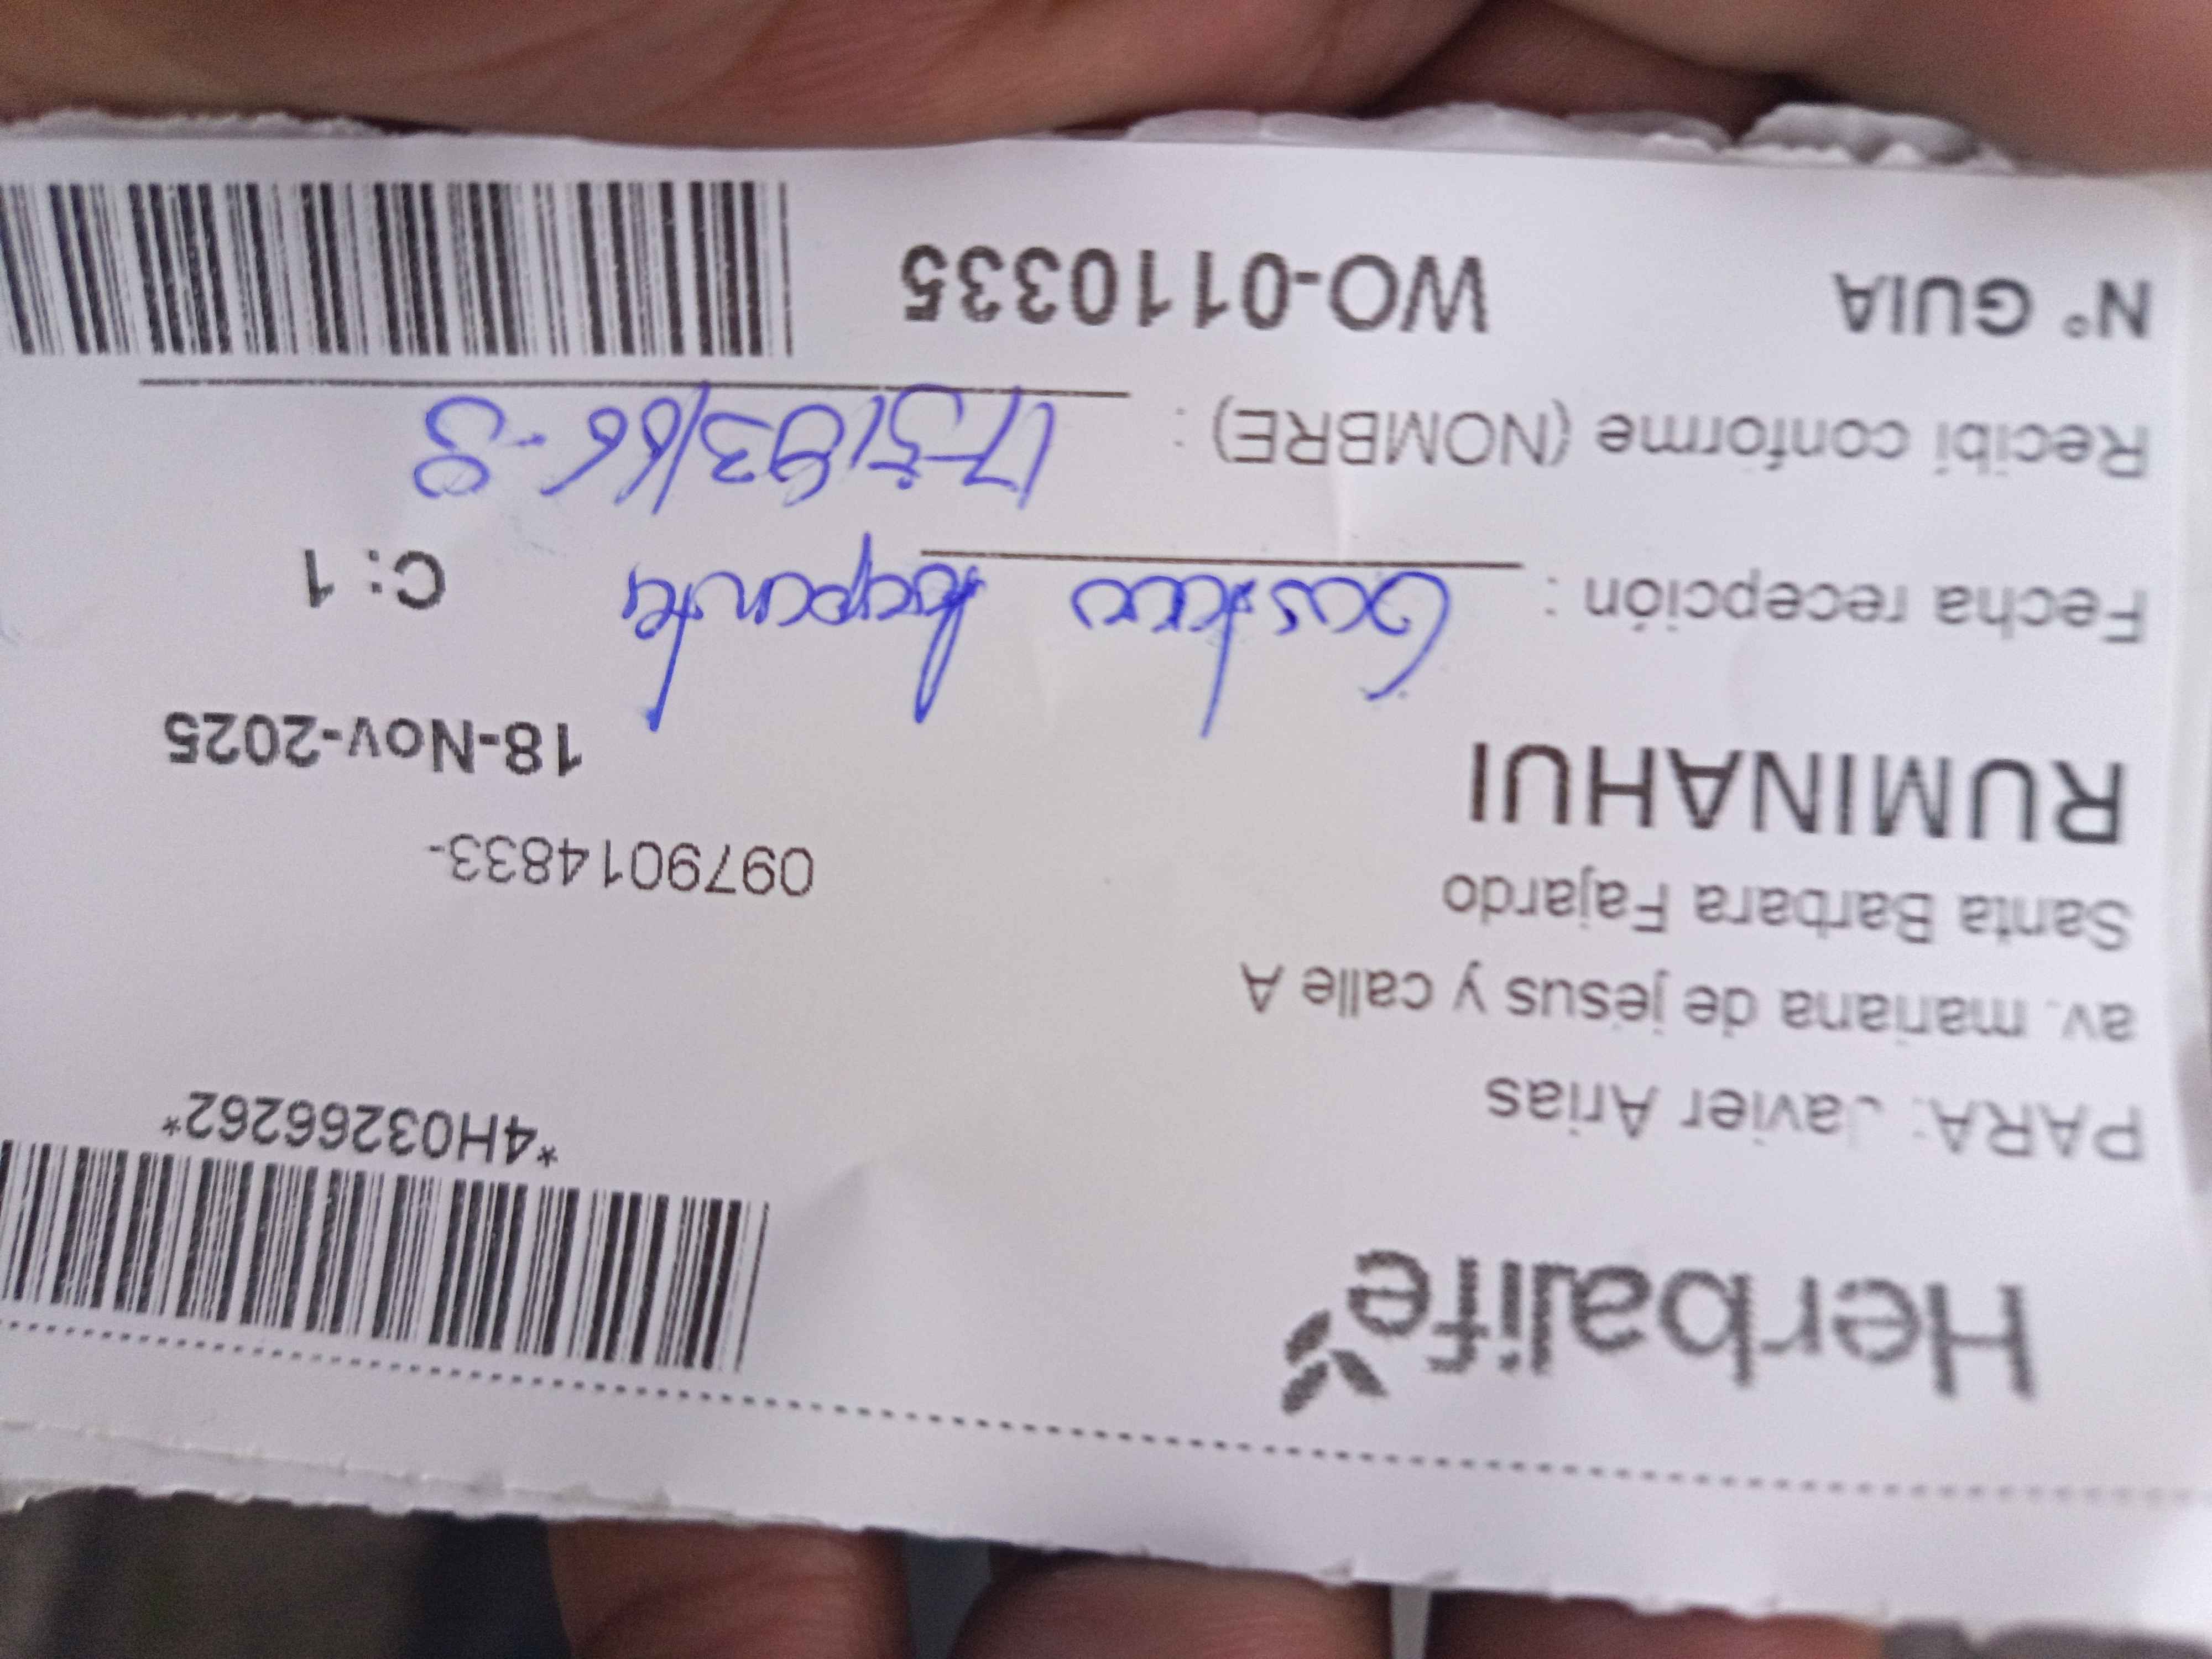 Herbalife
*4H03266262*
PARA: Javier Arias
av. mariana de jesus y calle A
Santa Barbara Fajardo
0979014833-
RUMINAHUI
18-Nov-2025
Fecha recepción :
C: 1
Recibí conforme (NOMBRE) :
N° GUIA WO-0110335